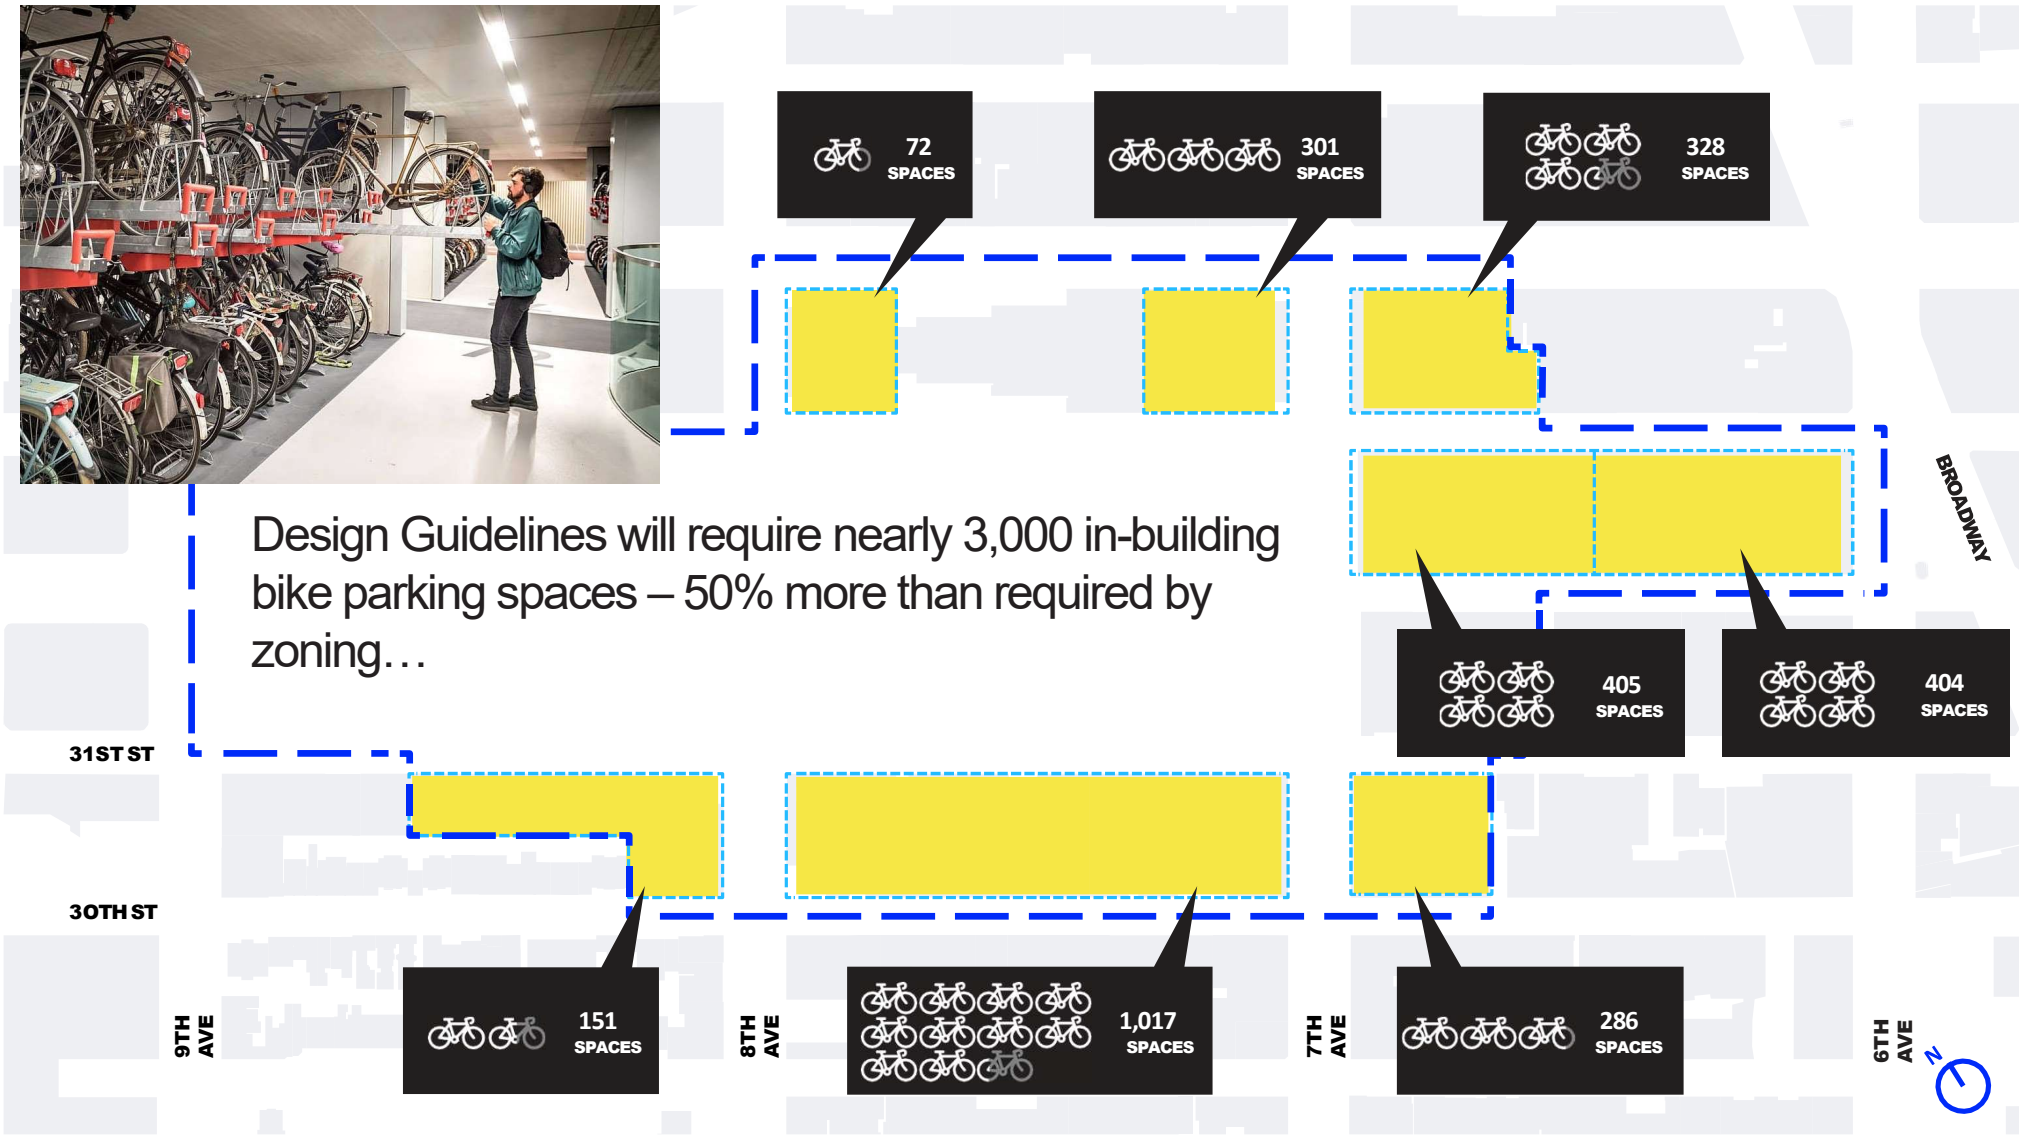 72
SPACES
301
SPACES
328
SPACES
BROADWAY
Design Guidelines will require nearly 3,000 in-building
bike parking spaces – 50% more than required by
zoning…
405
SPACES
404
SPACES
31ST ST
30TH ST
151
SPACES
1,017
SPACES
286
SPACES
9TH
AVE
8TH
AVE
7TH
AVE
6TH
AVE
N